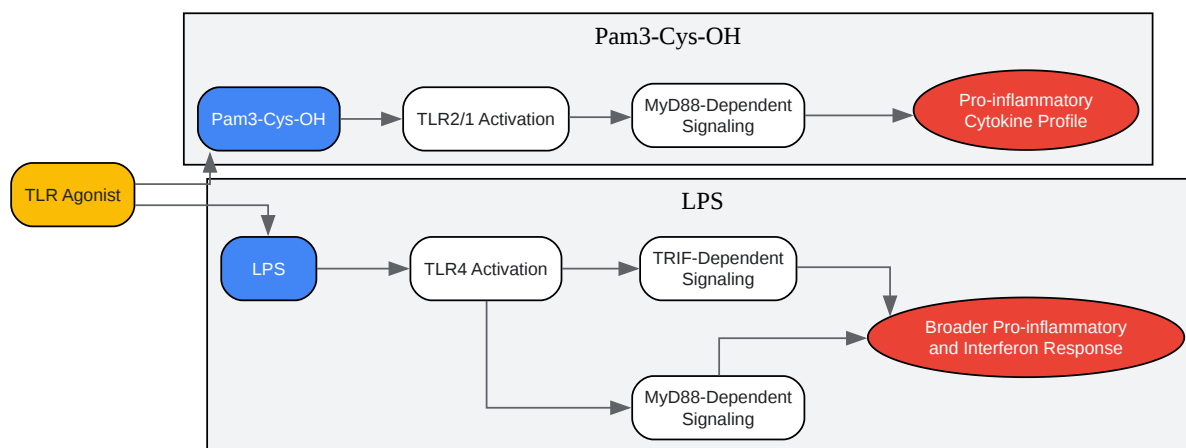 Pam3-Cys-OH
Pam3-Cys-OH
TLR2/1 Activation
MyD88-Dependent
Signaling
Pro-inflammatory
Cytokine Profile
TLR Agonist
LPS
LPS
TLR4 Activation
TRIF-Dependent
Signaling
Broader Pro-inflammatory
and Interferon Response
MyD88-Dependent
Signaling